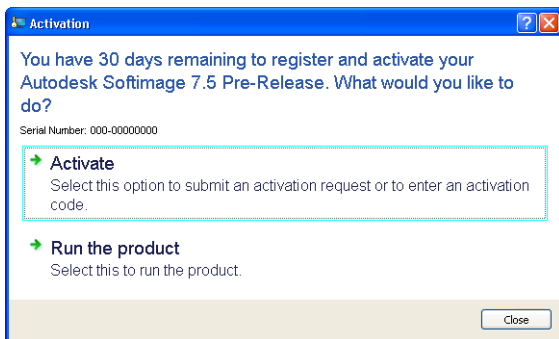 Activation
You have 30 days remaining to register and activate your
Autodesk Softimage 7.5 Pre-Release. What would you like to
do?
Serial Number: 000-00000000
Activate
Select this option to submit an activation request or to enter an activation
code.
Run the product
Select this to run the product.
Close